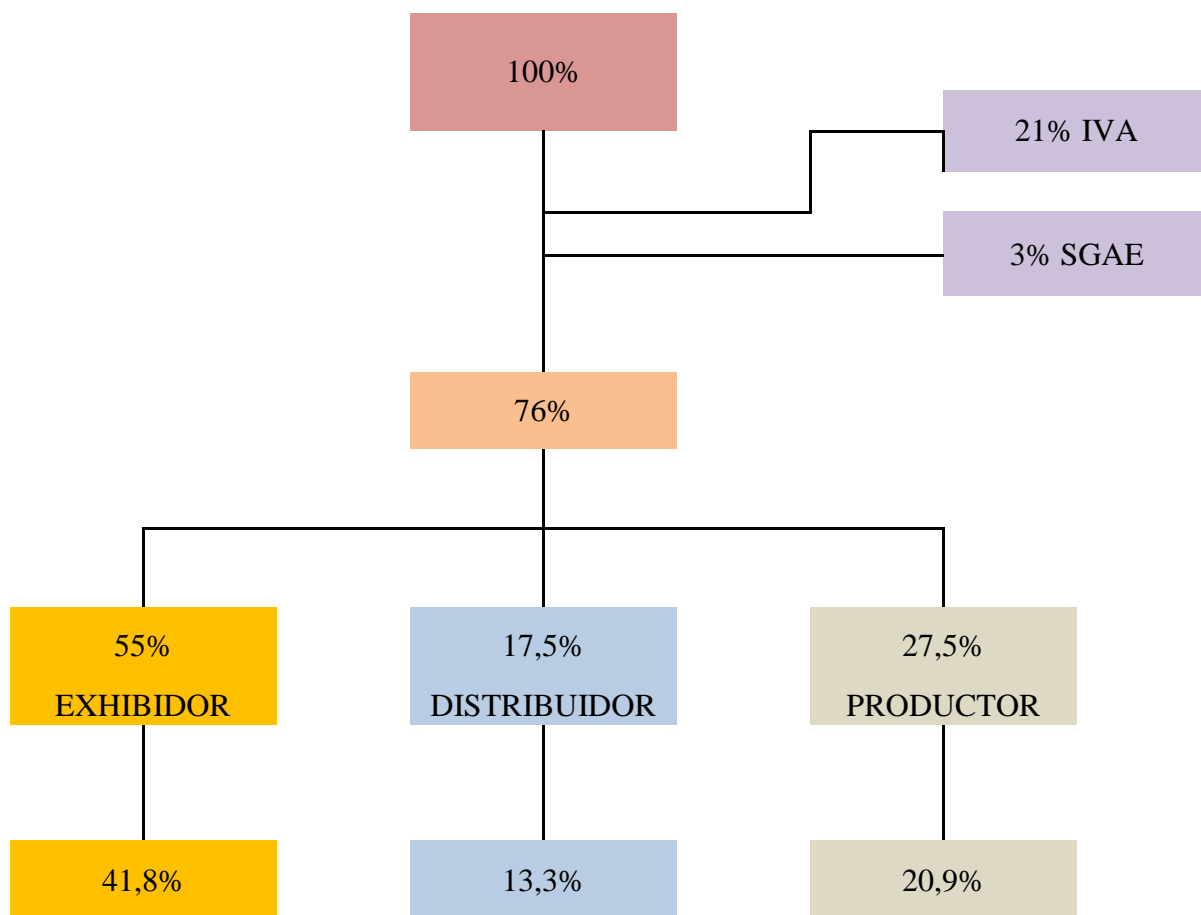 100%
21% IVA
3% SGAE
76%
55%
EXHIBIDOR
17,5%
DISTRIBUIDOR
27,5%
PRODUCTOR
41,8%
13,3%
20,9%